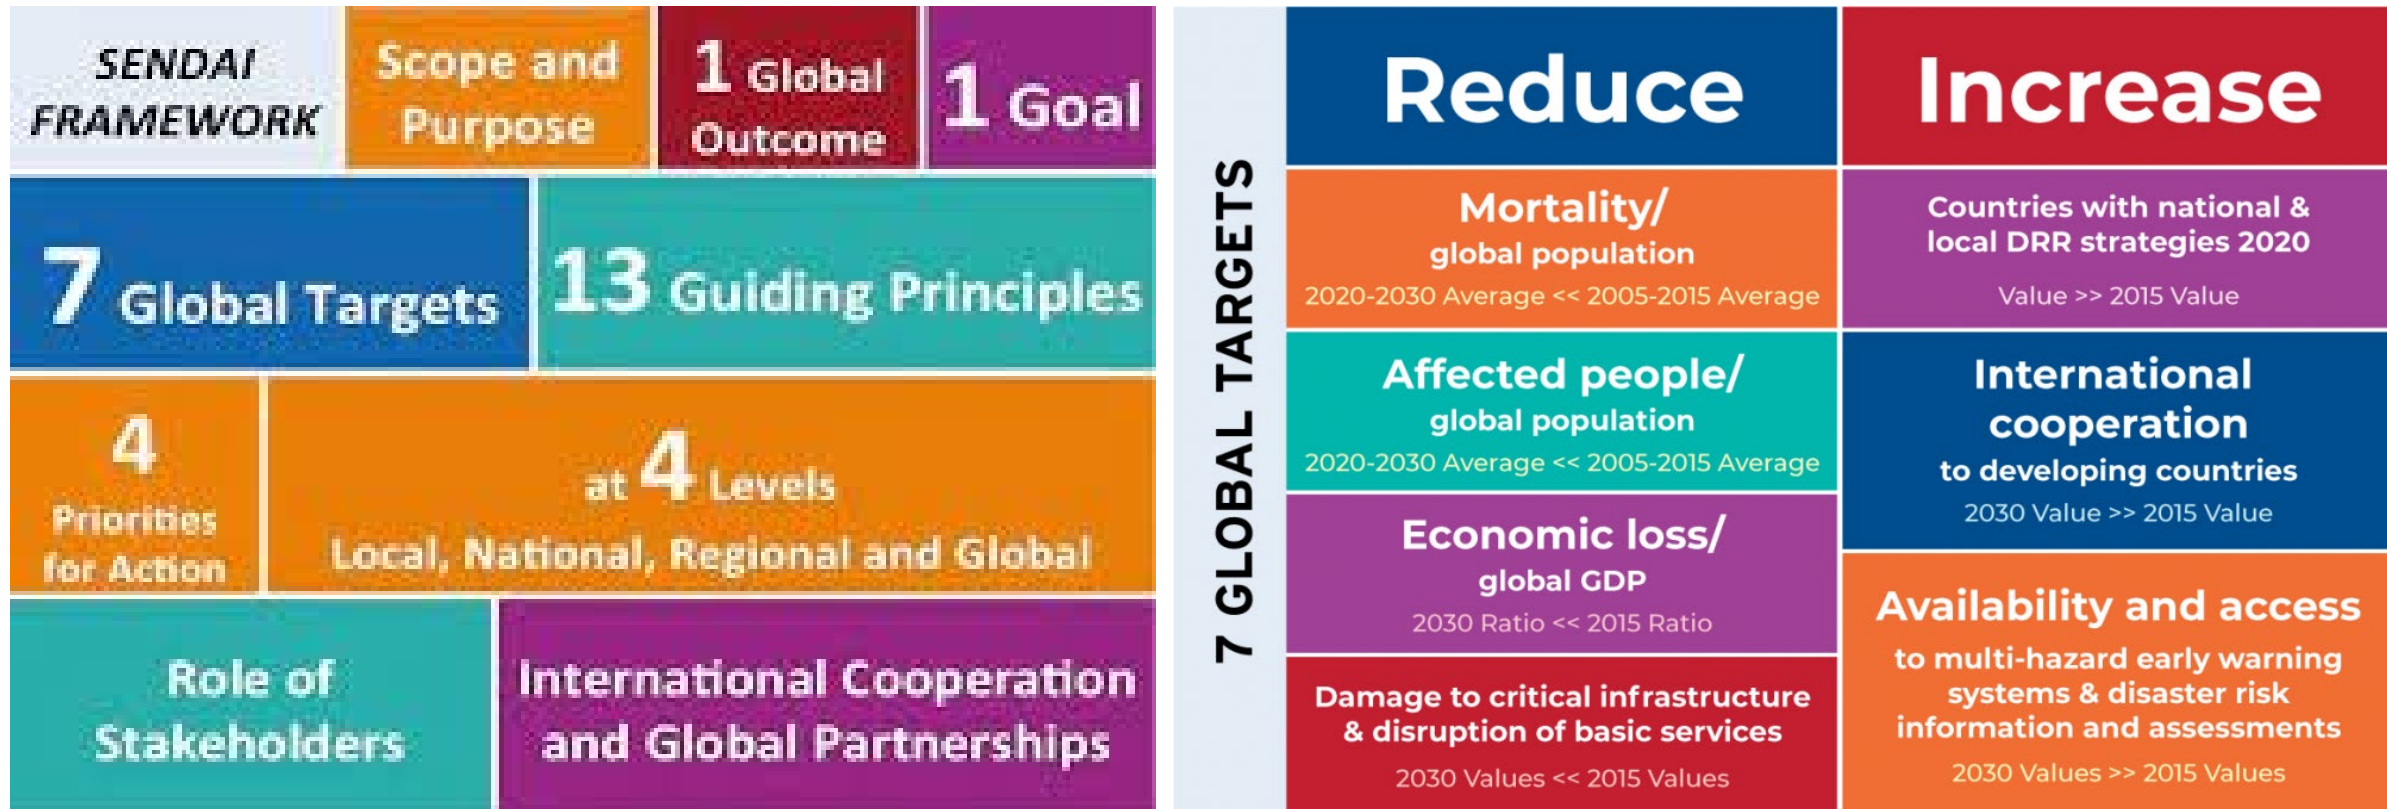 SENDAI
FRAMEWORK
Scope and
Purpose
1 Global
Outcome
1 Goal
7 Global Targets
13 Guiding Principles
4
Priorities
for Action
at 4 Levels
Local, National, Regional and Global
Role of
Stakeholders
International Cooperation
and Global Partnerships
7 GLOBAL TARGETS
Reduce
Mortality/
global population
2020-2030 Average << 2005-2015 Average
Affected people/
global population
2020-2030 Average << 2005-2015 Average
Economic loss/
global GDP
2030 Ratio << 2015 Ratio
Damage to critical infrastructure
& disruption of basic services
2030 Values << 2015 Values
Increase
Countries with national &
local DRR strategies 2020
Value >> 2015 Value
International
cooperation
to developing countries
2030 Value >> 2015 Value
Availability and access
to multi-hazard early warning
systems & disaster risk
information and assessments
2030 Values >> 2015 Values